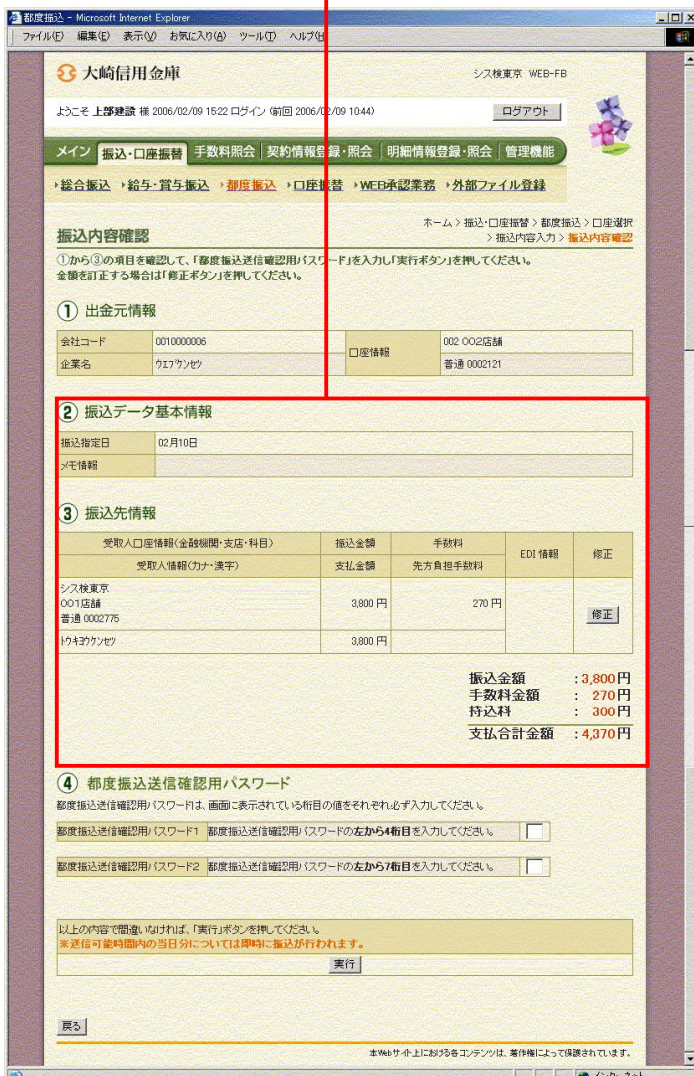 都度振込 - Microsoft Internet Explorer
ファイル(F) 編集(E) 表示(V) お気に入り(A) ツール(T) ヘルプ(H)
大崎信用金庫
シス検東京 WEB-FB
ようこそ 上部建設 様 2006/02/09 15:22 ログイン (前回 2006/02/09 10:44)
ログアウト
メイン 振込・口座振替 手数料照会 契約情報登録・照会 明細情報登録・照会 管理機能
総合振込 給与・賞与振込 都度振込 口座振替 WEB承認業務 外部ファイル登録
ホーム > 振込・口座振替 > 都度振込 > 口座選択
> 振込内容入力 > 振込内容確認
振込内容確認
①から③の項目を確認して、「都度振込送信確認用パスワード」を入力し「実行ボタン」を押してください。
金額を訂正する場合は「修正ボタン」を押してください。
① 出金元情報
会社コード 0010000006 口座情報 002 002店舗
企業名 ウエブケンセツ 普通 0002121
② 振込データ基本情報
振込指定日 02月10日
メモ情報
③ 振込先情報
受取人口座情報(金融機関・支店・科目) 振込金額 手数料 EDI 情報 修正
受取人情報(カナ・漢字) 支払金額 先方負担手数料
シス検東京
001店舗
普通 0002775
3,800 円 270 円 修正
トウキヨウケンセツ 3,800 円
振込金額 : 3,800円
手数料金額 : 270円
持込料 : 300円
支払合計金額 : 4,370円
④ 都度振込送信確認用パスワード
都度振込送信確認用パスワードは、画面に表示されている桁目の値をそれぞれ必ず入力してください。
都度振込送信確認用パスワード1 都度振込送信確認用パスワードの左から4桁目を入力してください。
都度振込送信確認用パスワード2 都度振込送信確認用パスワードの左から7桁目を入力してください。
以上の内容で間違いなければ、「実行」ボタンを押してください。
※送信可能時間内の当日分については即時に振込が行われます。
実行
戻る
本Webサイト上における各コンテンツは、著作権によって保護されています。